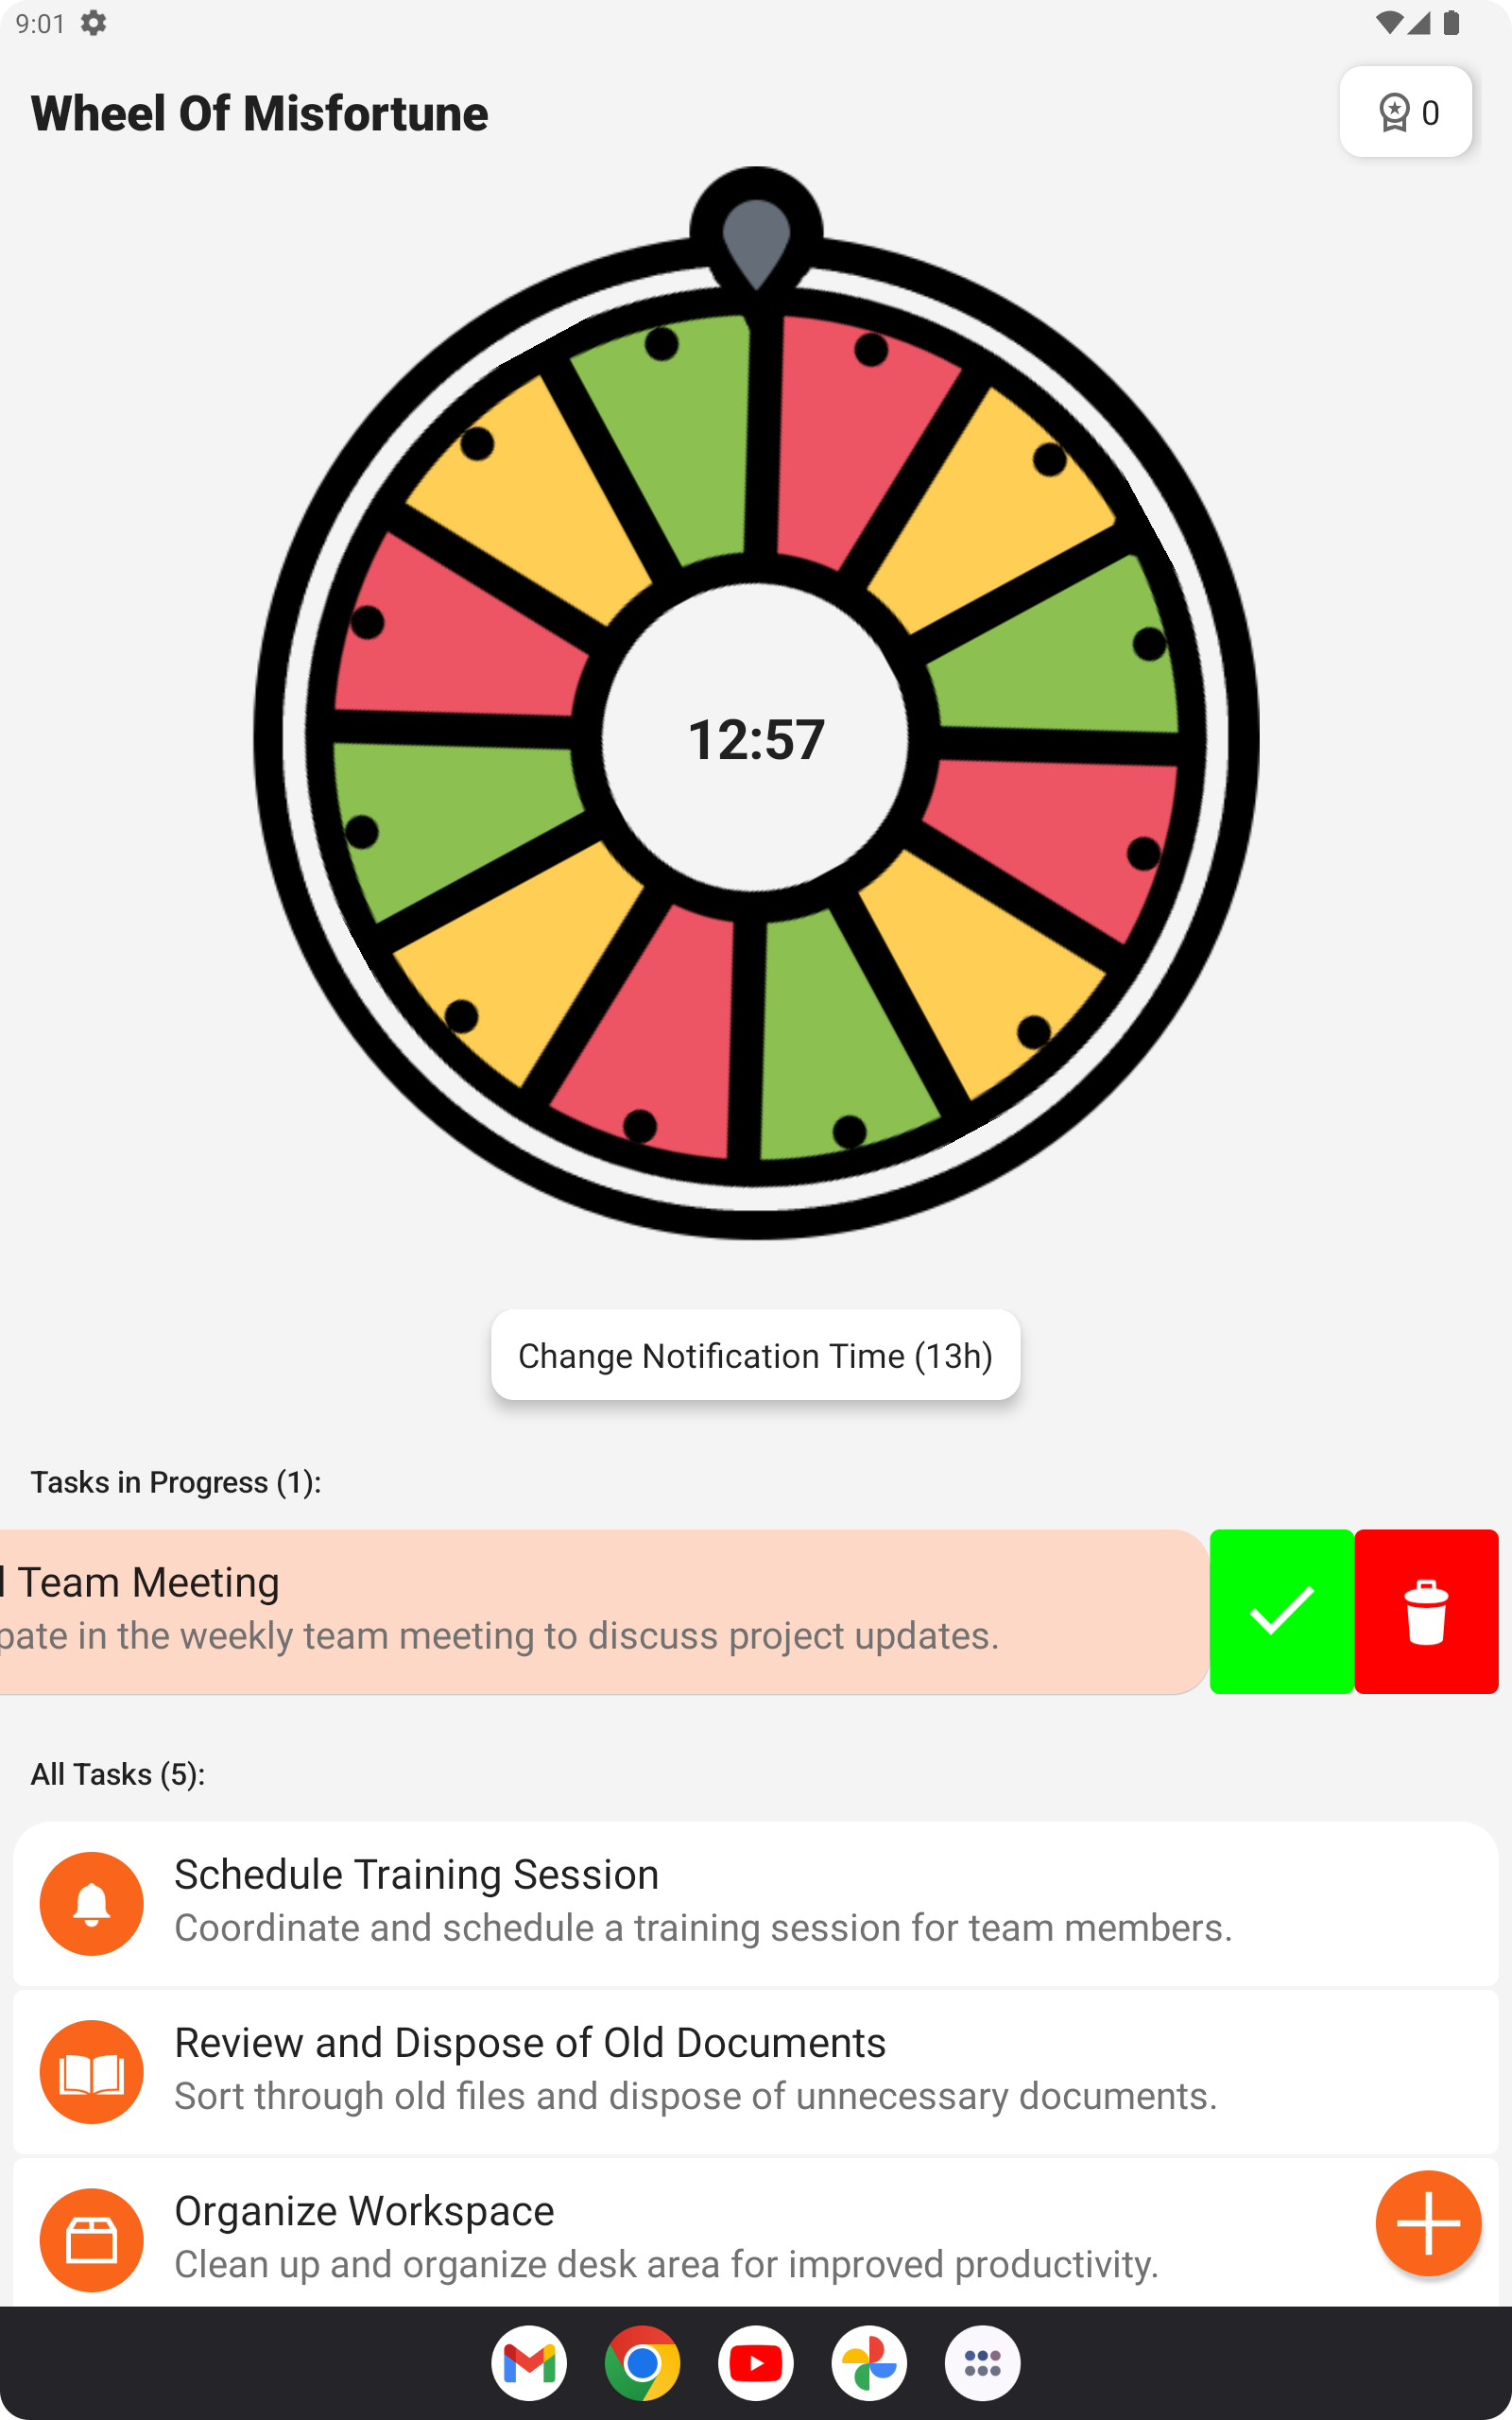 9:01
Wheel Of Misfortune
0
12:57
Change Notification Time (13h)
Tasks in Progress (1):
Team Meeting
in the weekly team meeting to discuss project updates.
All Tasks (5):
Schedule Training Session
Coordinate and schedule a training session for team members.
Review and Dispose of Old Documents
Sort through old files and dispose of unnecessary documents.
Organize Workspace
Clean up and organize desk area for improved productivity.